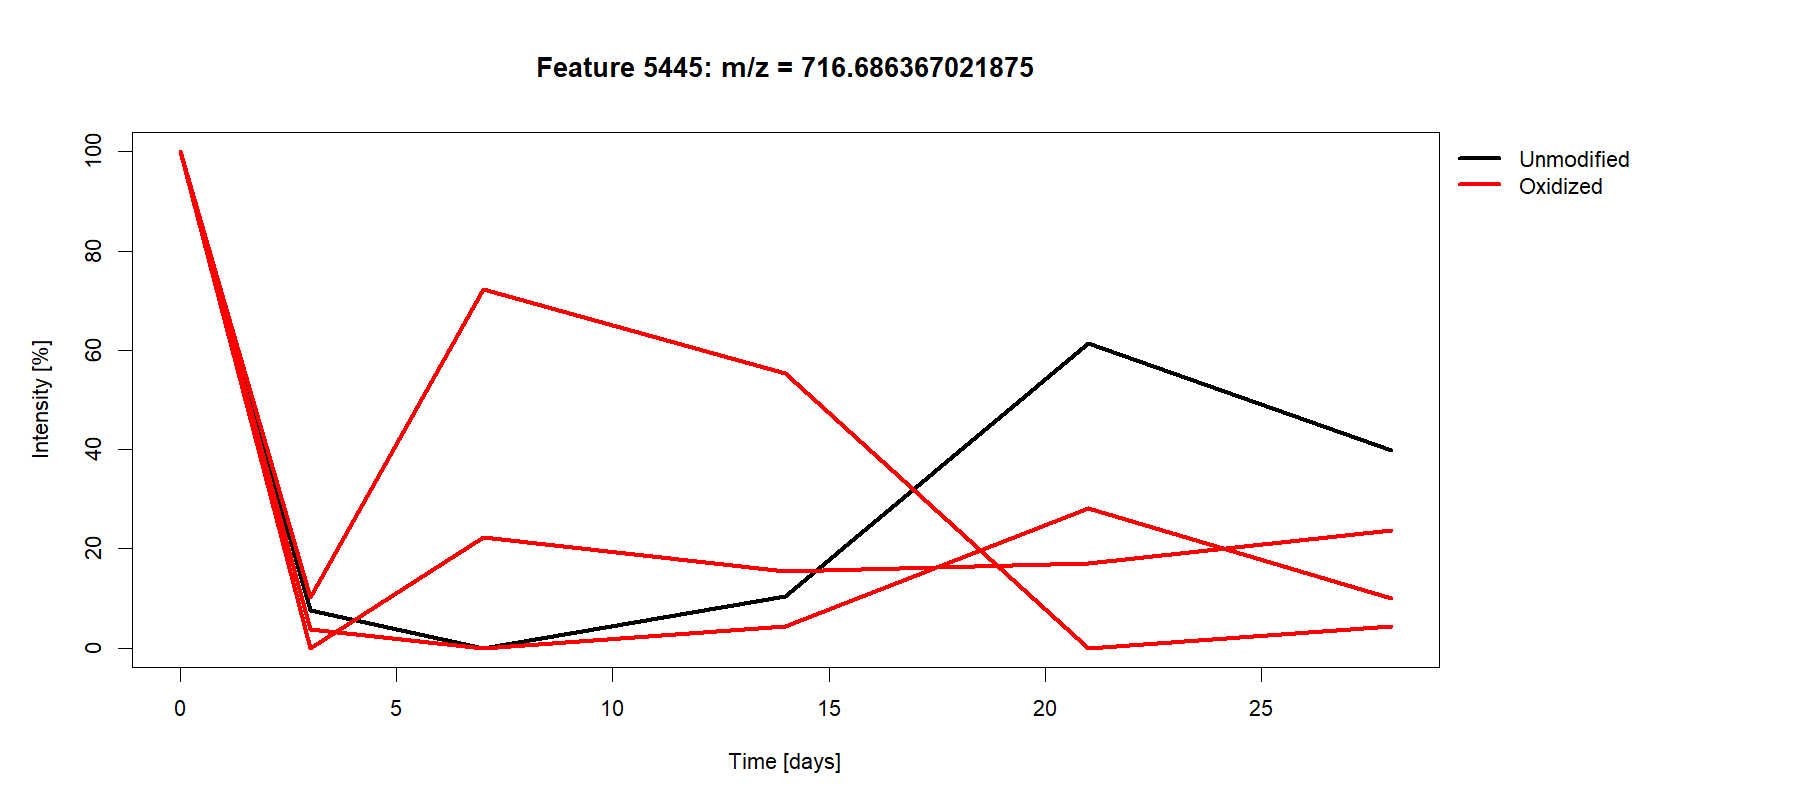 Feature 5445: m/z = 716.686367021875
Unmodified
Oxidized
Intensity [%]
100
80
60
40
20
0
0 5 10 15 20 25
Time [days]